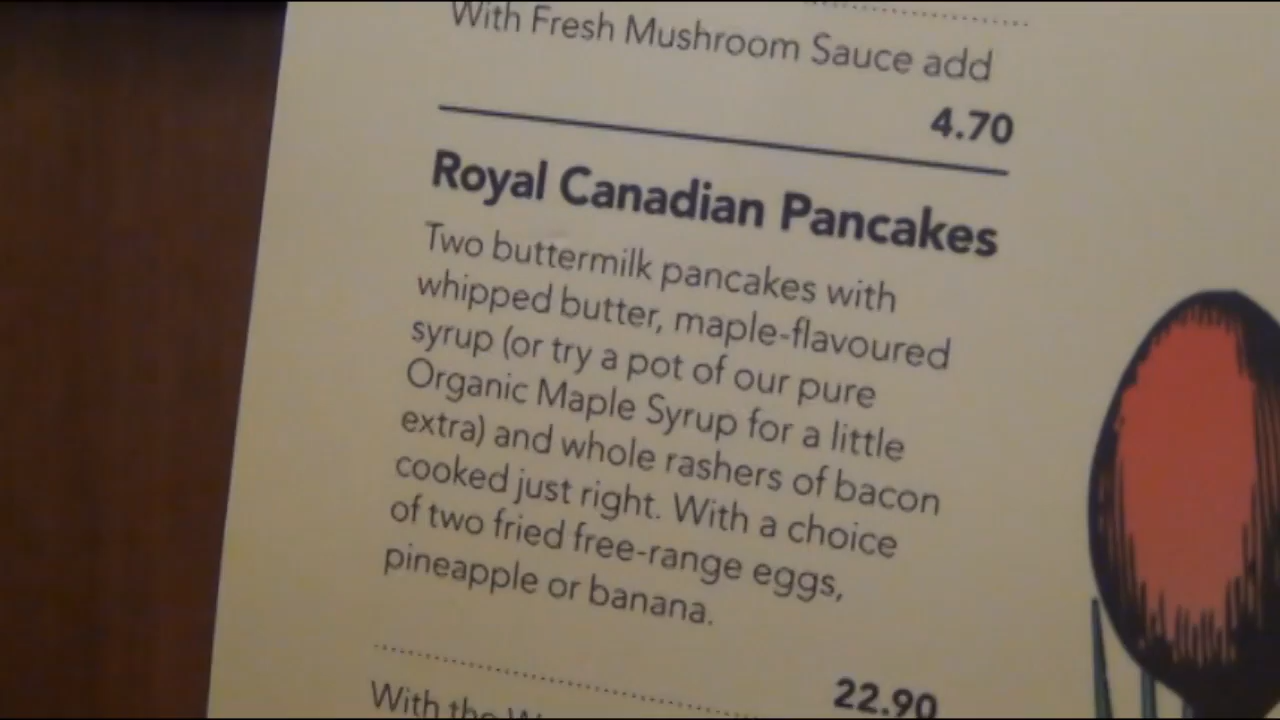 With Fresh Mushroom Sauce add
4.70
Royal Canadian Pancakes
Two buttermilk pancakes with
whipped butter, maple-flavoured
syrup (or try a pot of our pure
Organic Maple Syrup for a little
extra) and whole rashers of bacon
cooked just right. With a choice
of two fried free-range eggs,
pineapple or banana.
22.90
With the